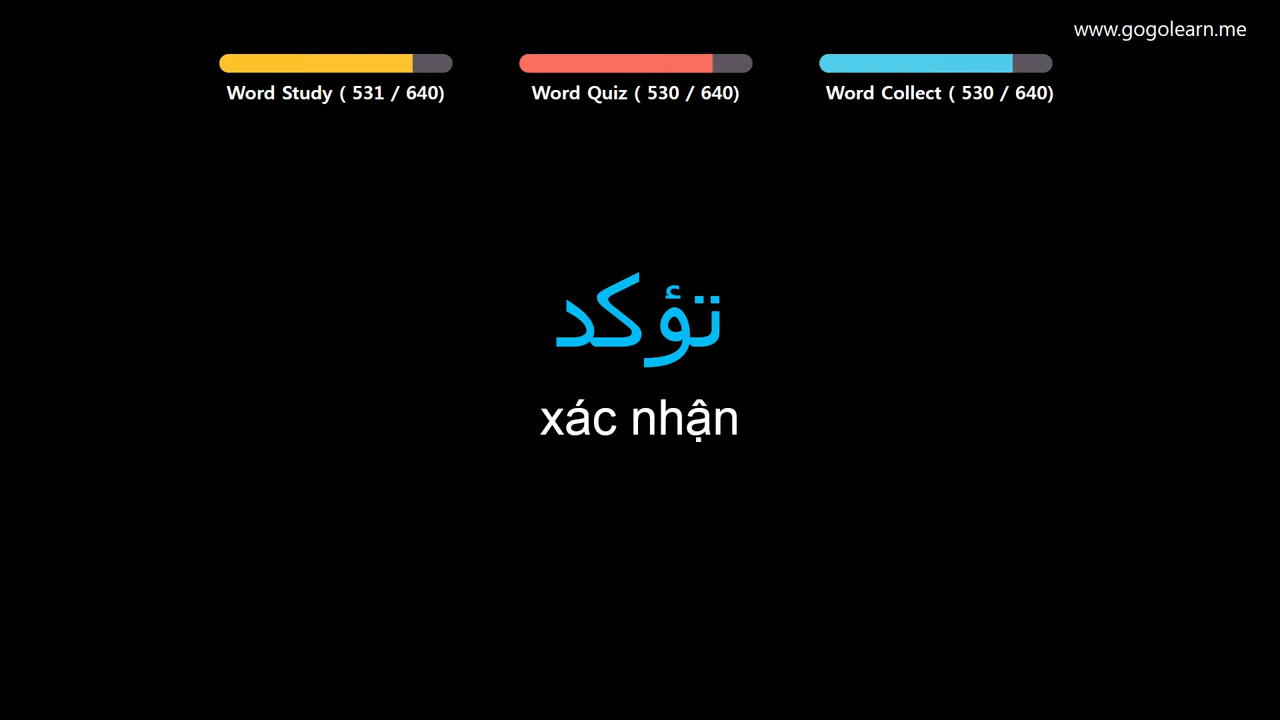 www.gogolearn.me
Word Study ( 531 / 640)
Word Quiz ( 530 / 640)
Word Collect ( 530 / 640)
تؤكد
xác nhận